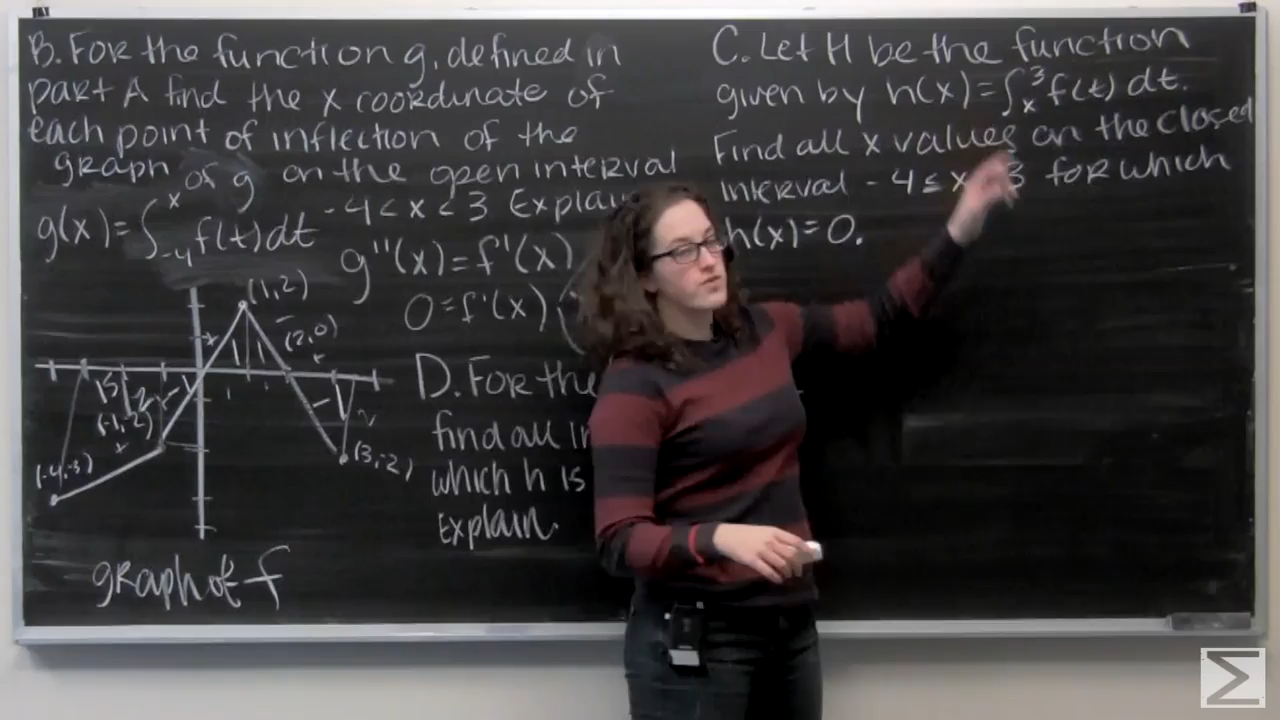 B. For the function g, defined in
part A find the x coordinate of
each point of inflection of the
graph of g on the open interval
-4 < x < 3 Explain
g(x) = ∫_{-4}^{x} f(t) dt
g''(x) = f'(x)
0 = f'(x)
(1,2)
(2,0)
(-1,-2)
(3,-2)
graph of f
D. For the
find all in
which h is
Explain
C. Let H be the function
given by h(x) = ∫_{x}^{3} f(t) dt.
Find all x values on the closed
interval -4 ≤ x 3 for which
h(x) = 0.
Σ